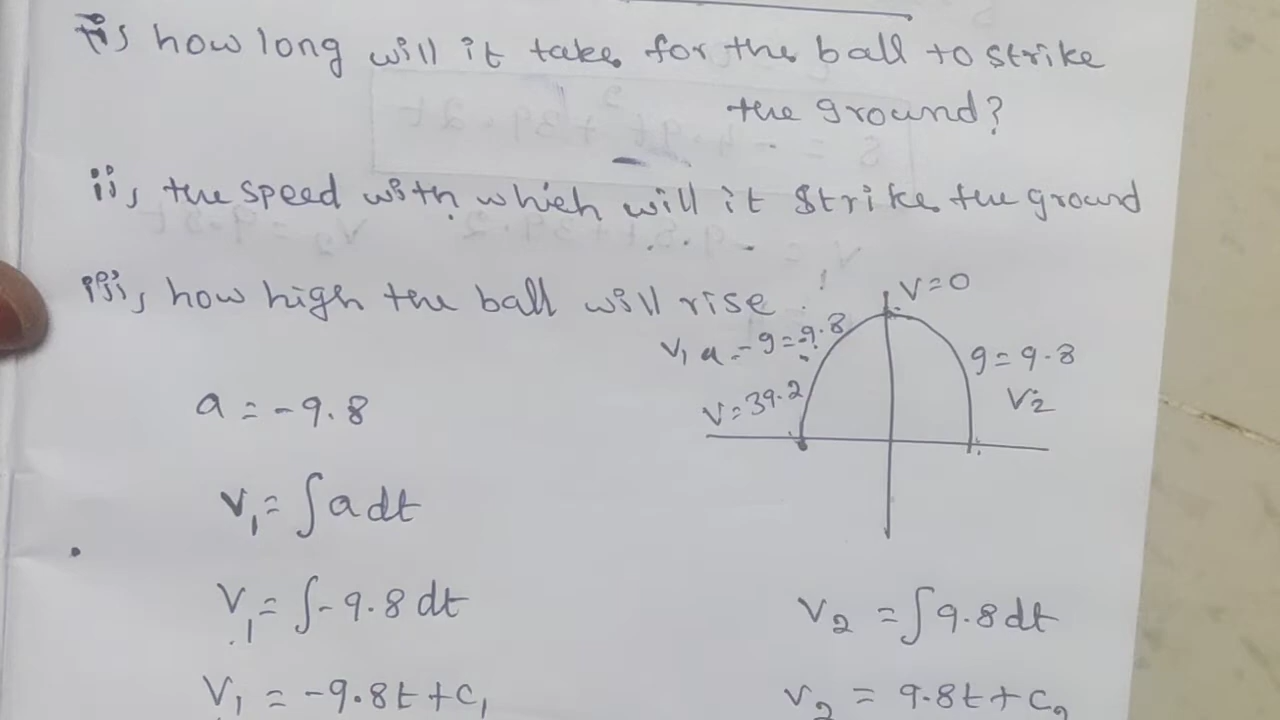 i, how long will it take for the ball to strike
the ground?
ii, the speed with which will it strike the ground
iii, how high the ball will rise
V=0
V₁ a=-g=-9.8
g=9.8
V=39.2
V₂
a=-9.8
V₁=∫a dt
V₁=∫-9.8 dt
V₂=∫9.8 dt
V₁=-9.8t+C₁
V₂=9.8t+C₂